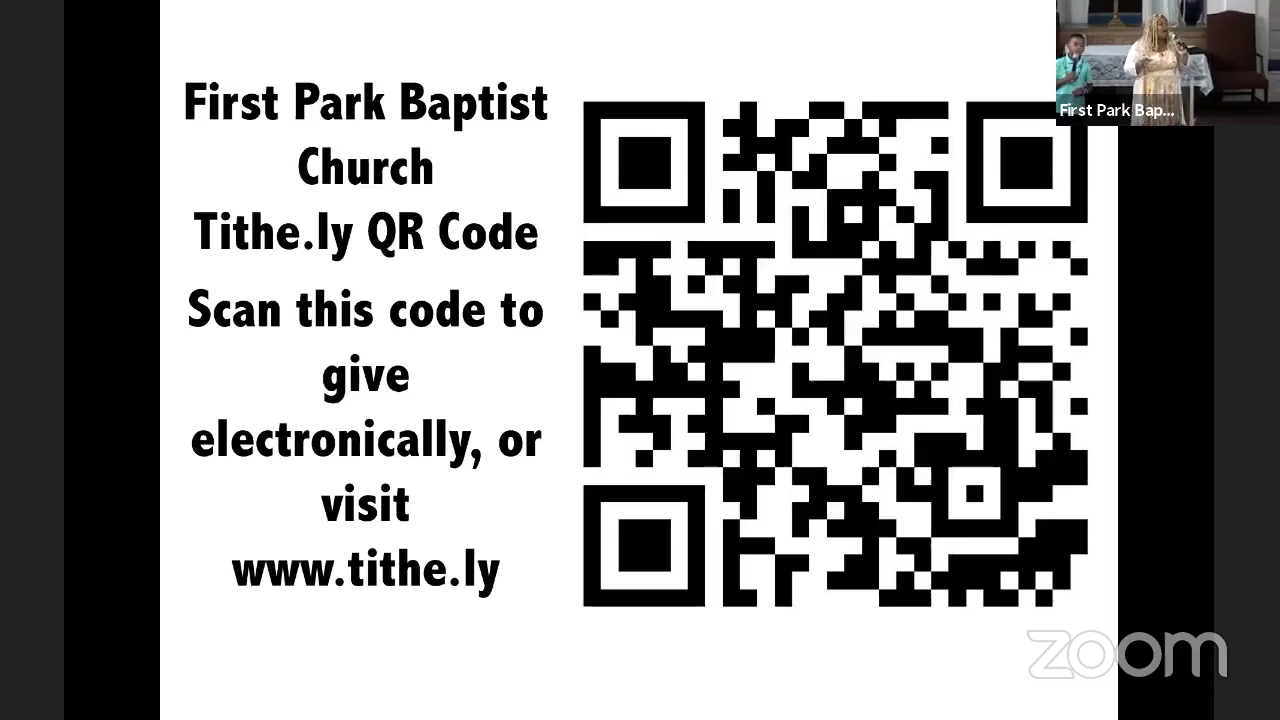 First Park Baptist
Church
Tithe.ly QR Code
Scan this code to
give
electronically, or
visit
www.tithe.ly
First Park Bap...
zoom